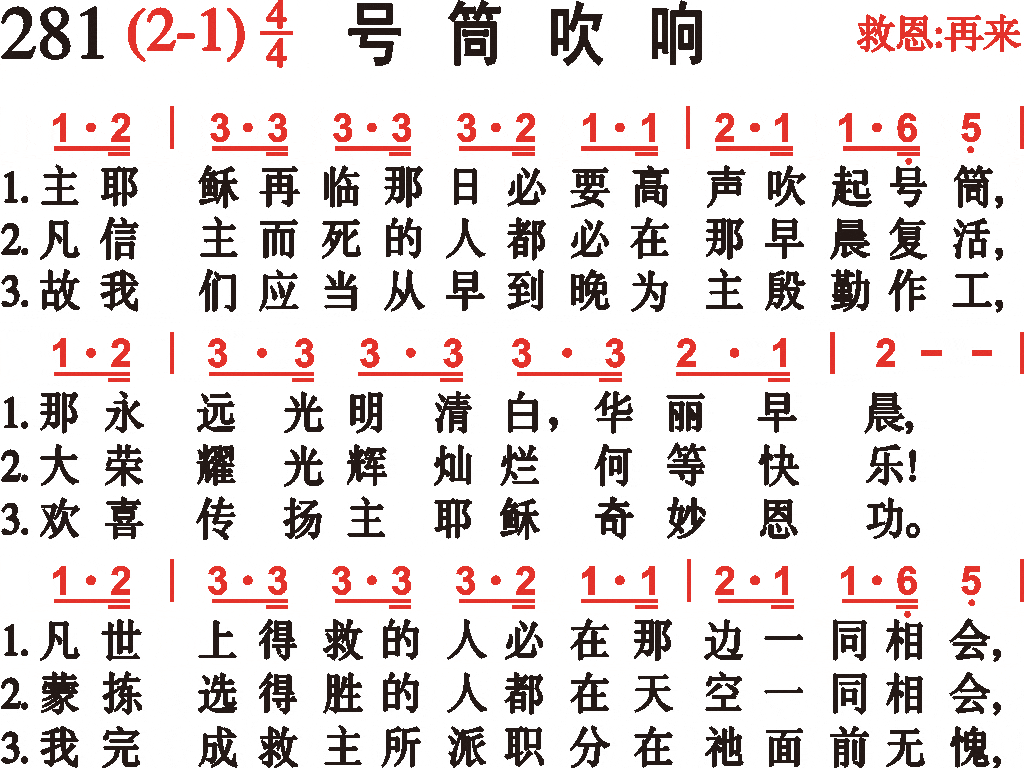 281 (2-1) 4/4 号筒吹响 救恩:再来
1·2 | 3·3 3·3 3·2 1·1 | 2·1 1·6 5 |
1.主耶稣再临那日必要高声吹起号筒,
2.凡信主而死的人都必在那早晨复活,
3.故我们应当从早到晚为主殷勤作工,
1·2 | 3·3 3·3 3·3 2·1 | 2 – – |
1.那永远光明清白,华丽早晨,
2.大荣耀光辉灿烂何等快乐!
3.欢喜传扬主耶稣奇妙恩功。
1·2 | 3·3 3·3 3·2 1·1 | 2·1 1·6 5 |
1.凡世上得救的人必在那边一同相会,
2.蒙拣选得胜的人都在天空一同相会,
3.我完成救主所派职分在祂面前无愧,